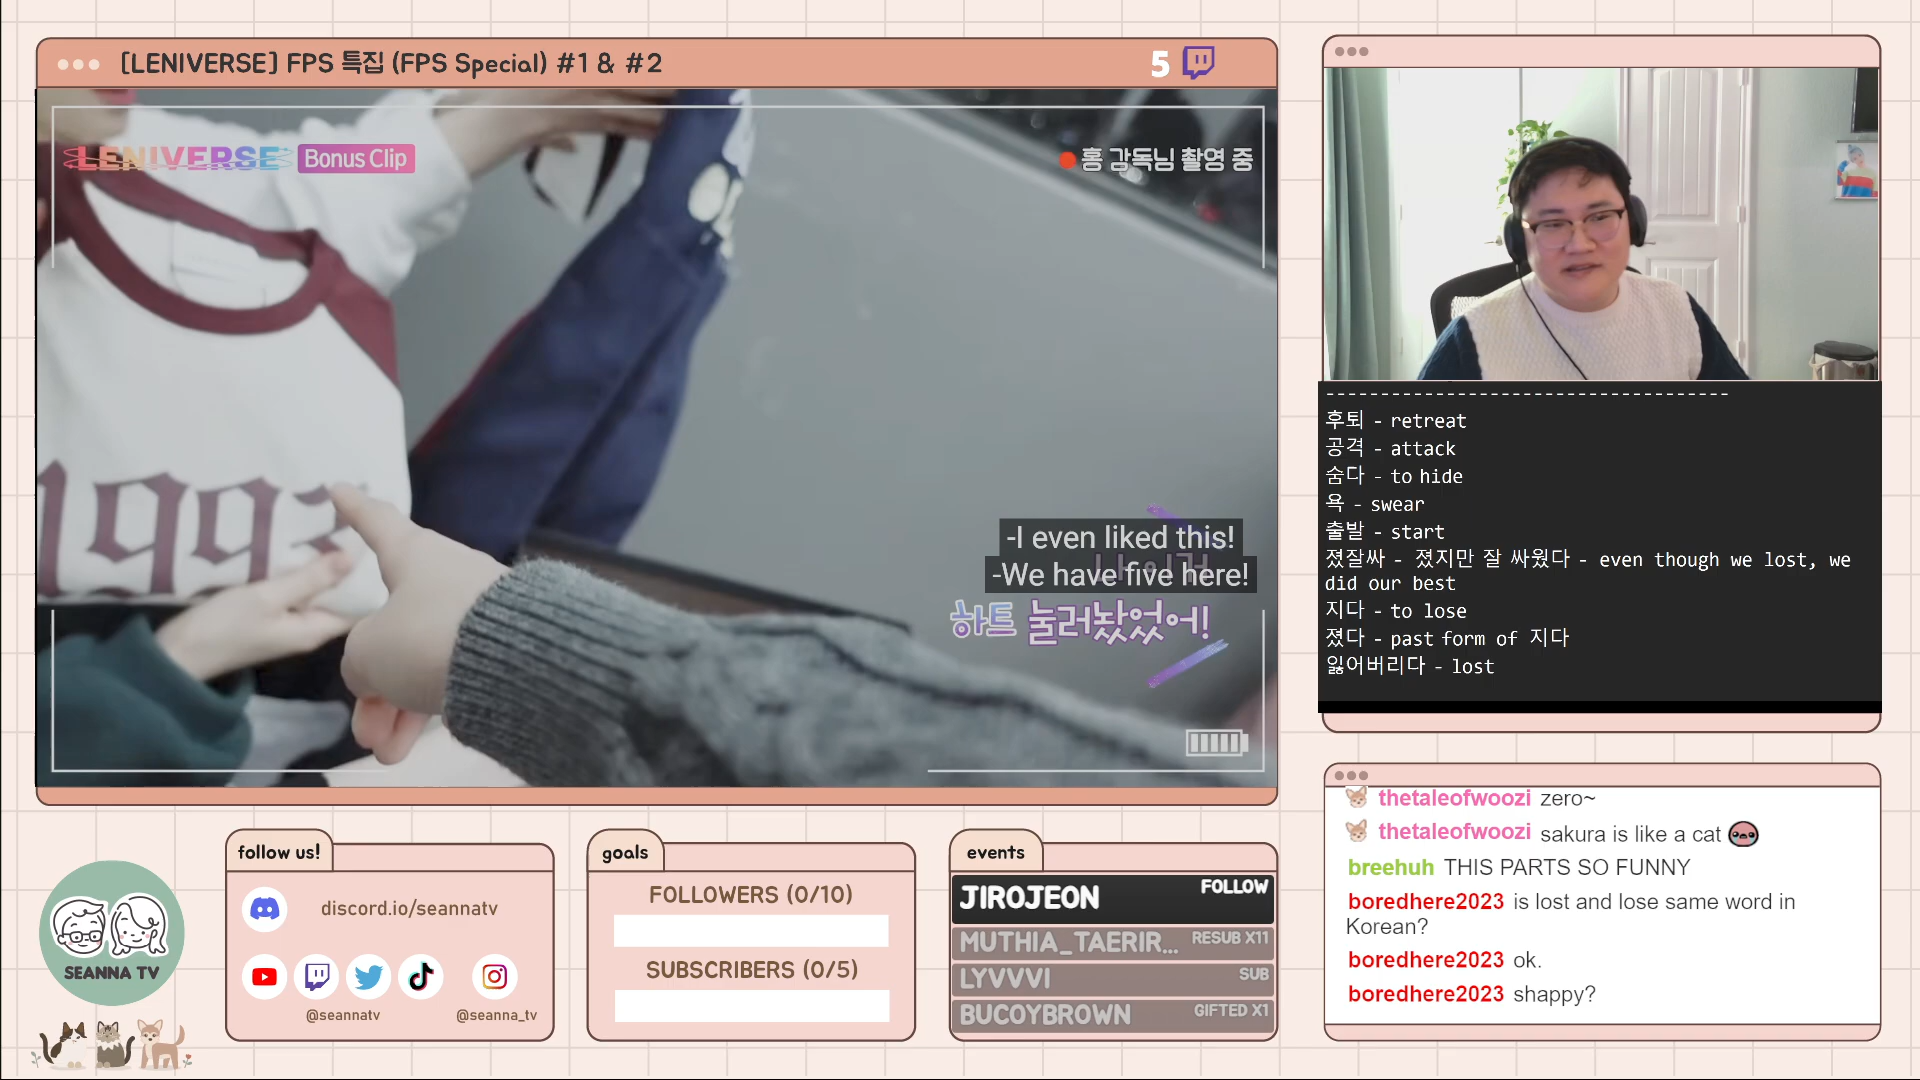 [LENIVERSE] FPS 특집 (FPS Special) #1 & #2
5
LENIVERSE Bonus Clip
홍 감독님 촬영 중
1993
-I even liked this!
-We have five here!
하트 눌러놨었어!
후퇴 - retreat
공격 - attack
숨다 - to hide
욕 - swear
출발 - start
졌잘싸 - 졌지만 잘 싸웠다 - even though we lost, we
did our best
지다 - to lose
졌다 - past form of 지다
잃어버리다 - lost
thetaleofwoozi zero~
thetaleofwoozi sakura is like a cat
breehuh THIS PARTS SO FUNNY
boredhere2023 is lost and lose same word in
Korean?
boredhere2023 ok.
boredhere2023 shappy?
SEANNA TV
follow us!
discord.io/seannatv
@seannatv
@seanna_tv
goals
FOLLOWERS (0/10)
SUBSCRIBERS (0/5)
events
JIROJEON FOLLOW
MUTHIA_TAERIR... RESUB X11
LYVVVI SUB
BUCOYBROWN GIFTED X1